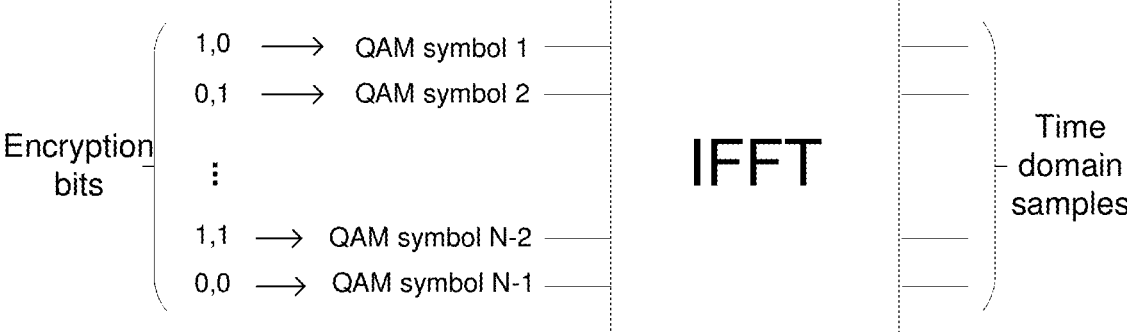 1,0 QAM symbol 1
0,1 QAM symbol 2
Encryption
bits
⋮
IFFT
Time
domain
samples
1,1 QAM symbol N-2
0,0 QAM symbol N-1